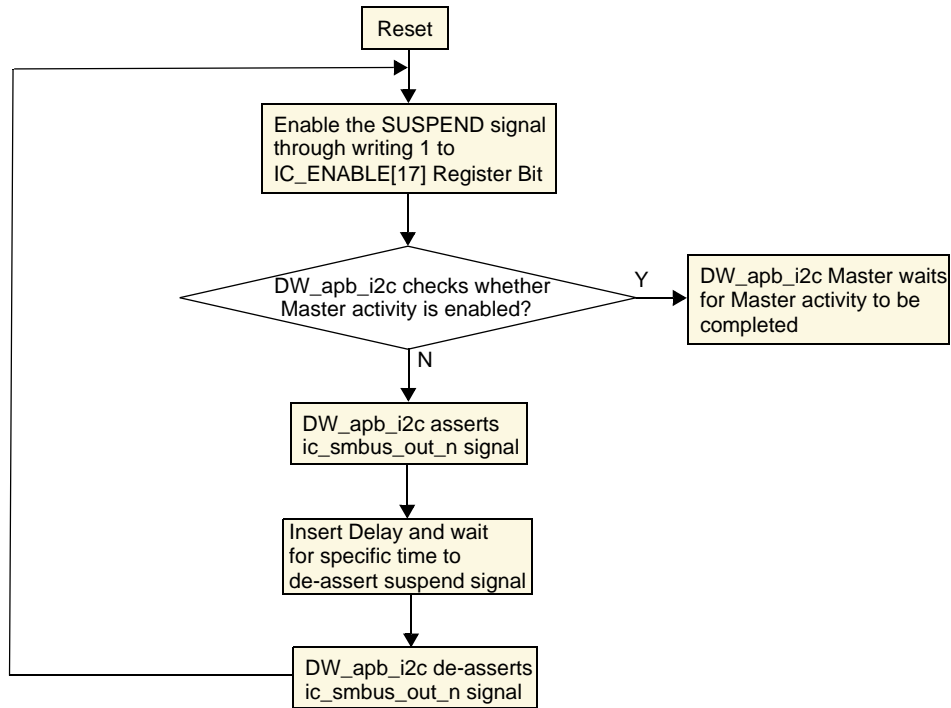 Reset
Enable the SUSPEND signal
through writing 1 to
IC_ENABLE[17] Register Bit
DW_apb_i2c checks whether
Master activity is enabled?
Y
DW_apb_i2c Master waits
for Master activity to be
completed
N
DW_apb_i2c asserts
ic_smbus_out_n signal
Insert Delay and wait
for specific time to
de-assert suspend signal
DW_apb_i2c de-asserts
ic_smbus_out_n signal